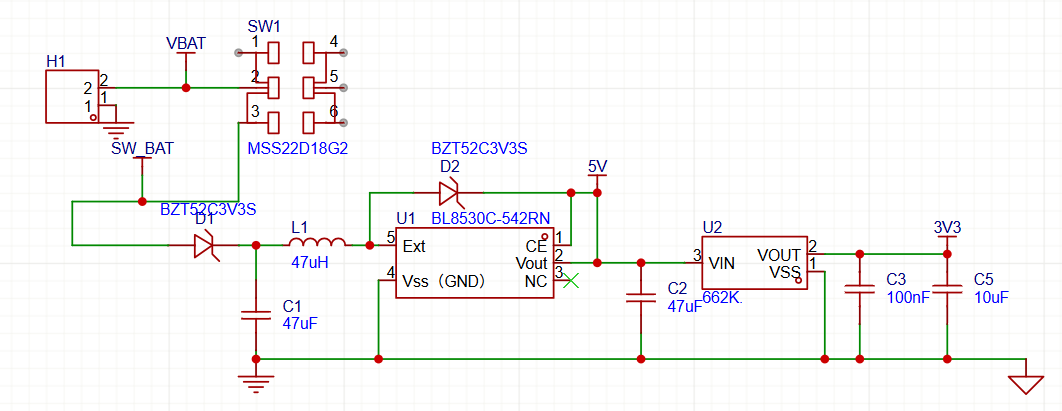 SW1
VBAT
1
4
H1
2
2
2
5
1
1
3
6
SW_BAT
MSS22D18G2
BZT52C3V3S
D2
5V
BZT52C3V3S
D1
L1
47uH
U1
BL8530C-542RN
5
Ext
CE
1
Vout
2
4
Vss（GND）
NC
3
U2
3
VIN
VOUT
2
VSS
1
662K.
3V3
C1
47uF
C2
47uF
C3
100nF
C5
10uF